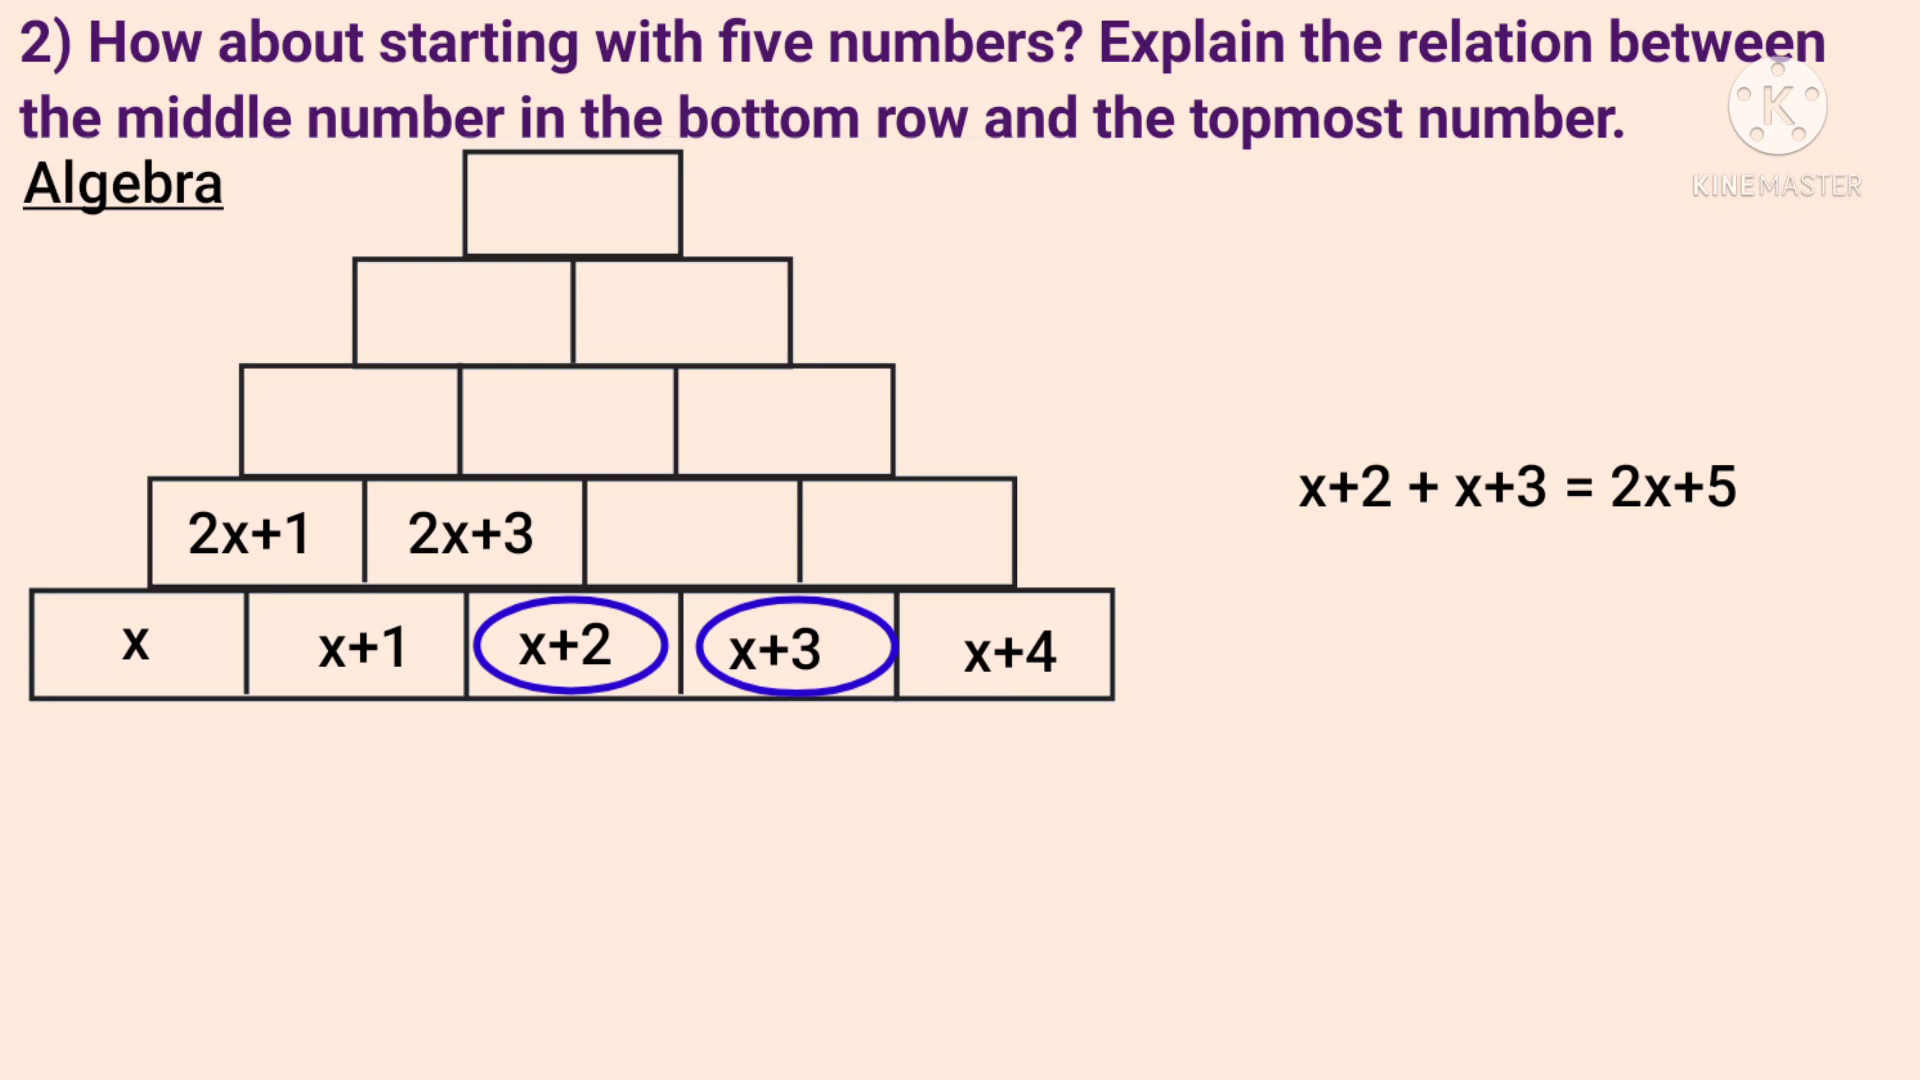 2) How about starting with five numbers? Explain the relation between
the middle number in the bottom row and the topmost number.
K
KINEMASTER
Algebra
x+2 + x+3 = 2x+5
2x+1 2x+3
x x+1 x+2 x+3 x+4